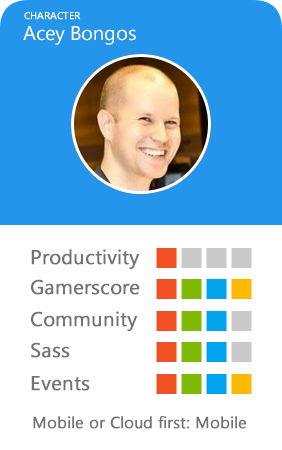 CHARACTER
Acey Bongos
Productivity
Gamerscore
Community
Sass
Events
Mobile or Cloud first: Mobile